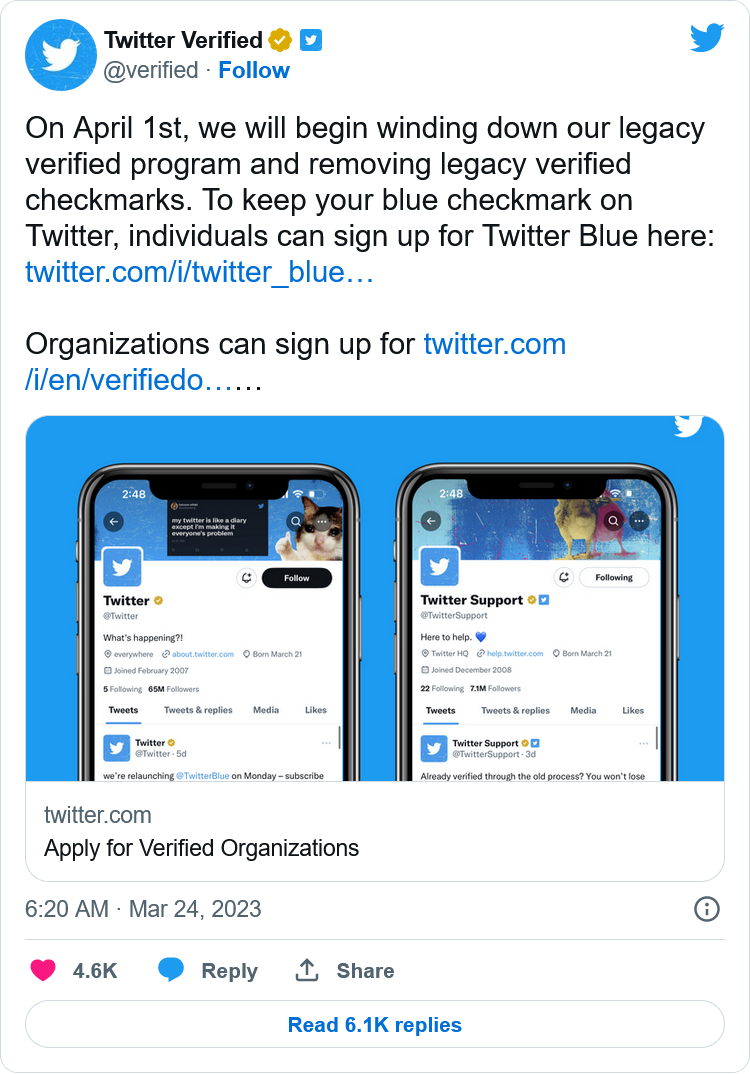 Twitter Verified
@verified · Follow
On April 1st, we will begin winding down our legacy
verified program and removing legacy verified
checkmarks. To keep your blue checkmark on
Twitter, individuals can sign up for Twitter Blue here:
twitter.com/i/twitter_blue…
Organizations can sign up for twitter.com
/i/en/verifiedo……
2:48
my twitter is like a diary
except i'm making it
everyone's problem
Follow
Twitter
@Twitter
What's happening?!
everywhere about.twitter.com Born March 21
Joined February 2007
5 Following 65M Followers
Tweets Tweets & replies Media Likes
Twitter
@Twitter · 5d
we're relaunching @TwitterBlue on Monday – subscribe
2:48
Following
Twitter Support
@TwitterSupport
Here to help. 💙
Twitter HQ help.twitter.com Born March 21
Joined December 2008
22 Following 7.1M Followers
Tweets Tweets & replies Media Likes
Twitter Support
@TwitterSupport · 3d
Already verified through the old process? You won't lose
twitter.com
Apply for Verified Organizations
6:20 AM · Mar 24, 2023
4.6K Reply Share
Read 6.1K replies